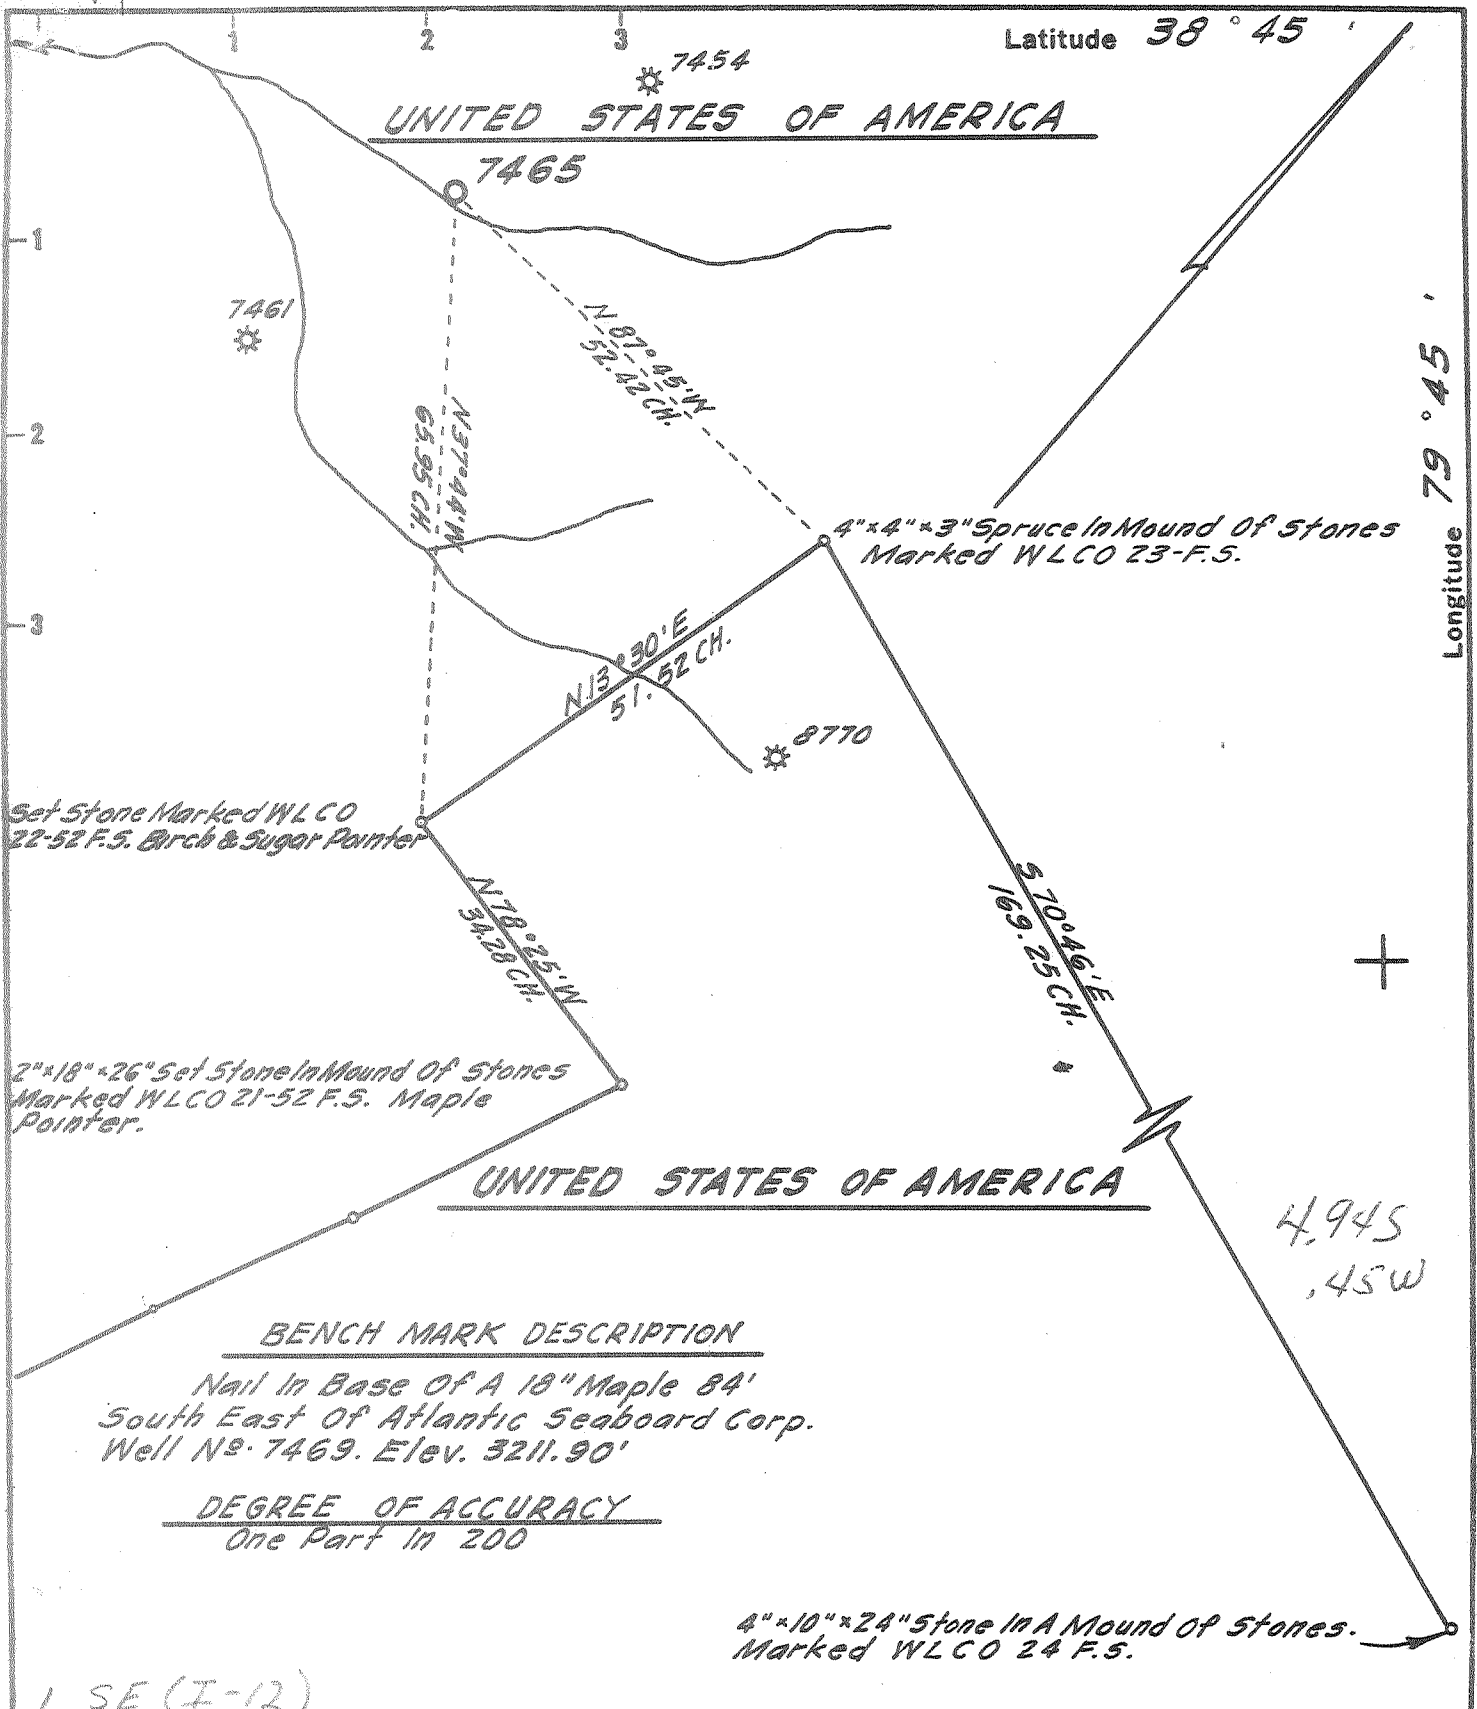 1 2 3
Latitude 38° 45'
7454
UNITED STATES OF AMERICA
7465
1
7461
N 87°45'W
52.42 CH.
Longitude 79° 45'
2
N 37°44'W
65.95 CH.
4"x4"x3" Spruce In Mound Of Stones
Marked WLCO 23-F.S.
3
N.13°30'E
51.52 CH.
8770
Set Stone Marked WLCO
22-52 F.S. Birch & Sugar Pointer
N78°25'W
34.28 CH.
S 70°46'E
169.25 CH.
2"x18"x26" Set Stone In Mound Of Stones
Marked WLCO 21-52 F.S. Maple
Pointer.
UNITED STATES OF AMERICA
4.94S
.45W
BENCH MARK DESCRIPTION
Nail In Base Of A 18" Maple 84'
South East Of Atlantic Seaboard Corp.
Well No. 7469. Elev. 3211.90'
DEGREE OF ACCURACY
One Part In 200
4"x10"x24" Stone In A Mound Of Stones.
Marked WLCO 24 F.S.
1 SE (I-12)